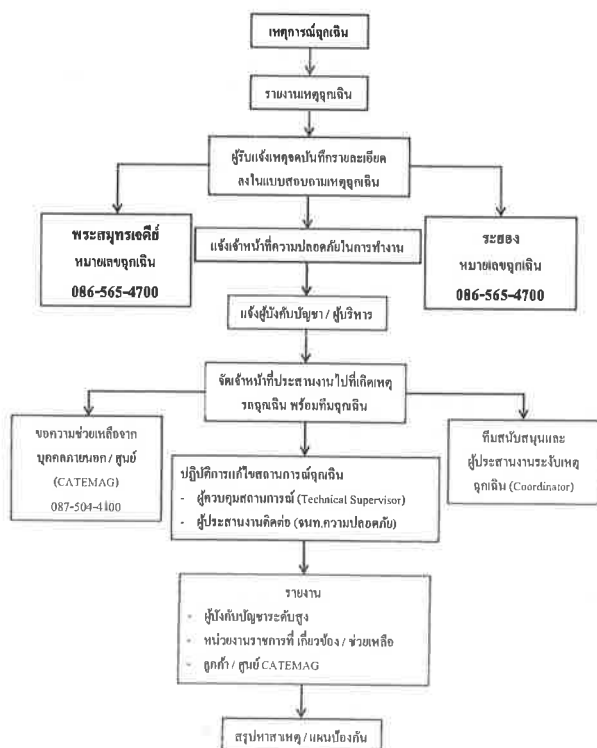 เหตุการณ์ฉุกเฉิน
รายงานเหตุฉุกเฉิน
ผู้รับแจ้งเหตุจดบันทึกรายละเอียด
ลงในแบบสอบถามเหตุฉุกเฉิน
พระสมุทรเจดีย์
หมายเลขฉุกเฉิน
086-565-4700
แจ้งเจ้าหน้าที่ความปลอดภัยในการทำงาน
ระยอง
หมายเลขฉุกเฉิน
086-565-4700
แจ้งผู้บังคับบัญชา / ผู้บริหาร
จัดเจ้าหน้าที่ประสานงานไปที่เกิดเหตุ
รถฉุกเฉิน พร้อมทีมฉุกเฉิน
ขอความช่วยเหลือจาก
บุคคลภายนอก / ศูนย์
(CATEMAG)
087-504-4100
ปฏิบัติการแก้ไขสถานการณ์ฉุกเฉิน
- ผู้ควบคุมสถานการณ์ (Technical Supervisor)
- ผู้ประสานงานติดต่อ (จนท.ความปลอดภัย)
ทีมสนับสนุนและ
ผู้ประสานงานระงับเหตุ
ฉุกเฉิน (Coordinator)
รายงาน
- ผู้บังคับบัญชาระดับสูง
- หน่วยงานราชการที่ เกี่ยวข้อง / ช่วยเหลือ
- ลูกค้า / ศูนย์ CATEMAG
สรุปหาสาเหตุ / แผนป้องกัน